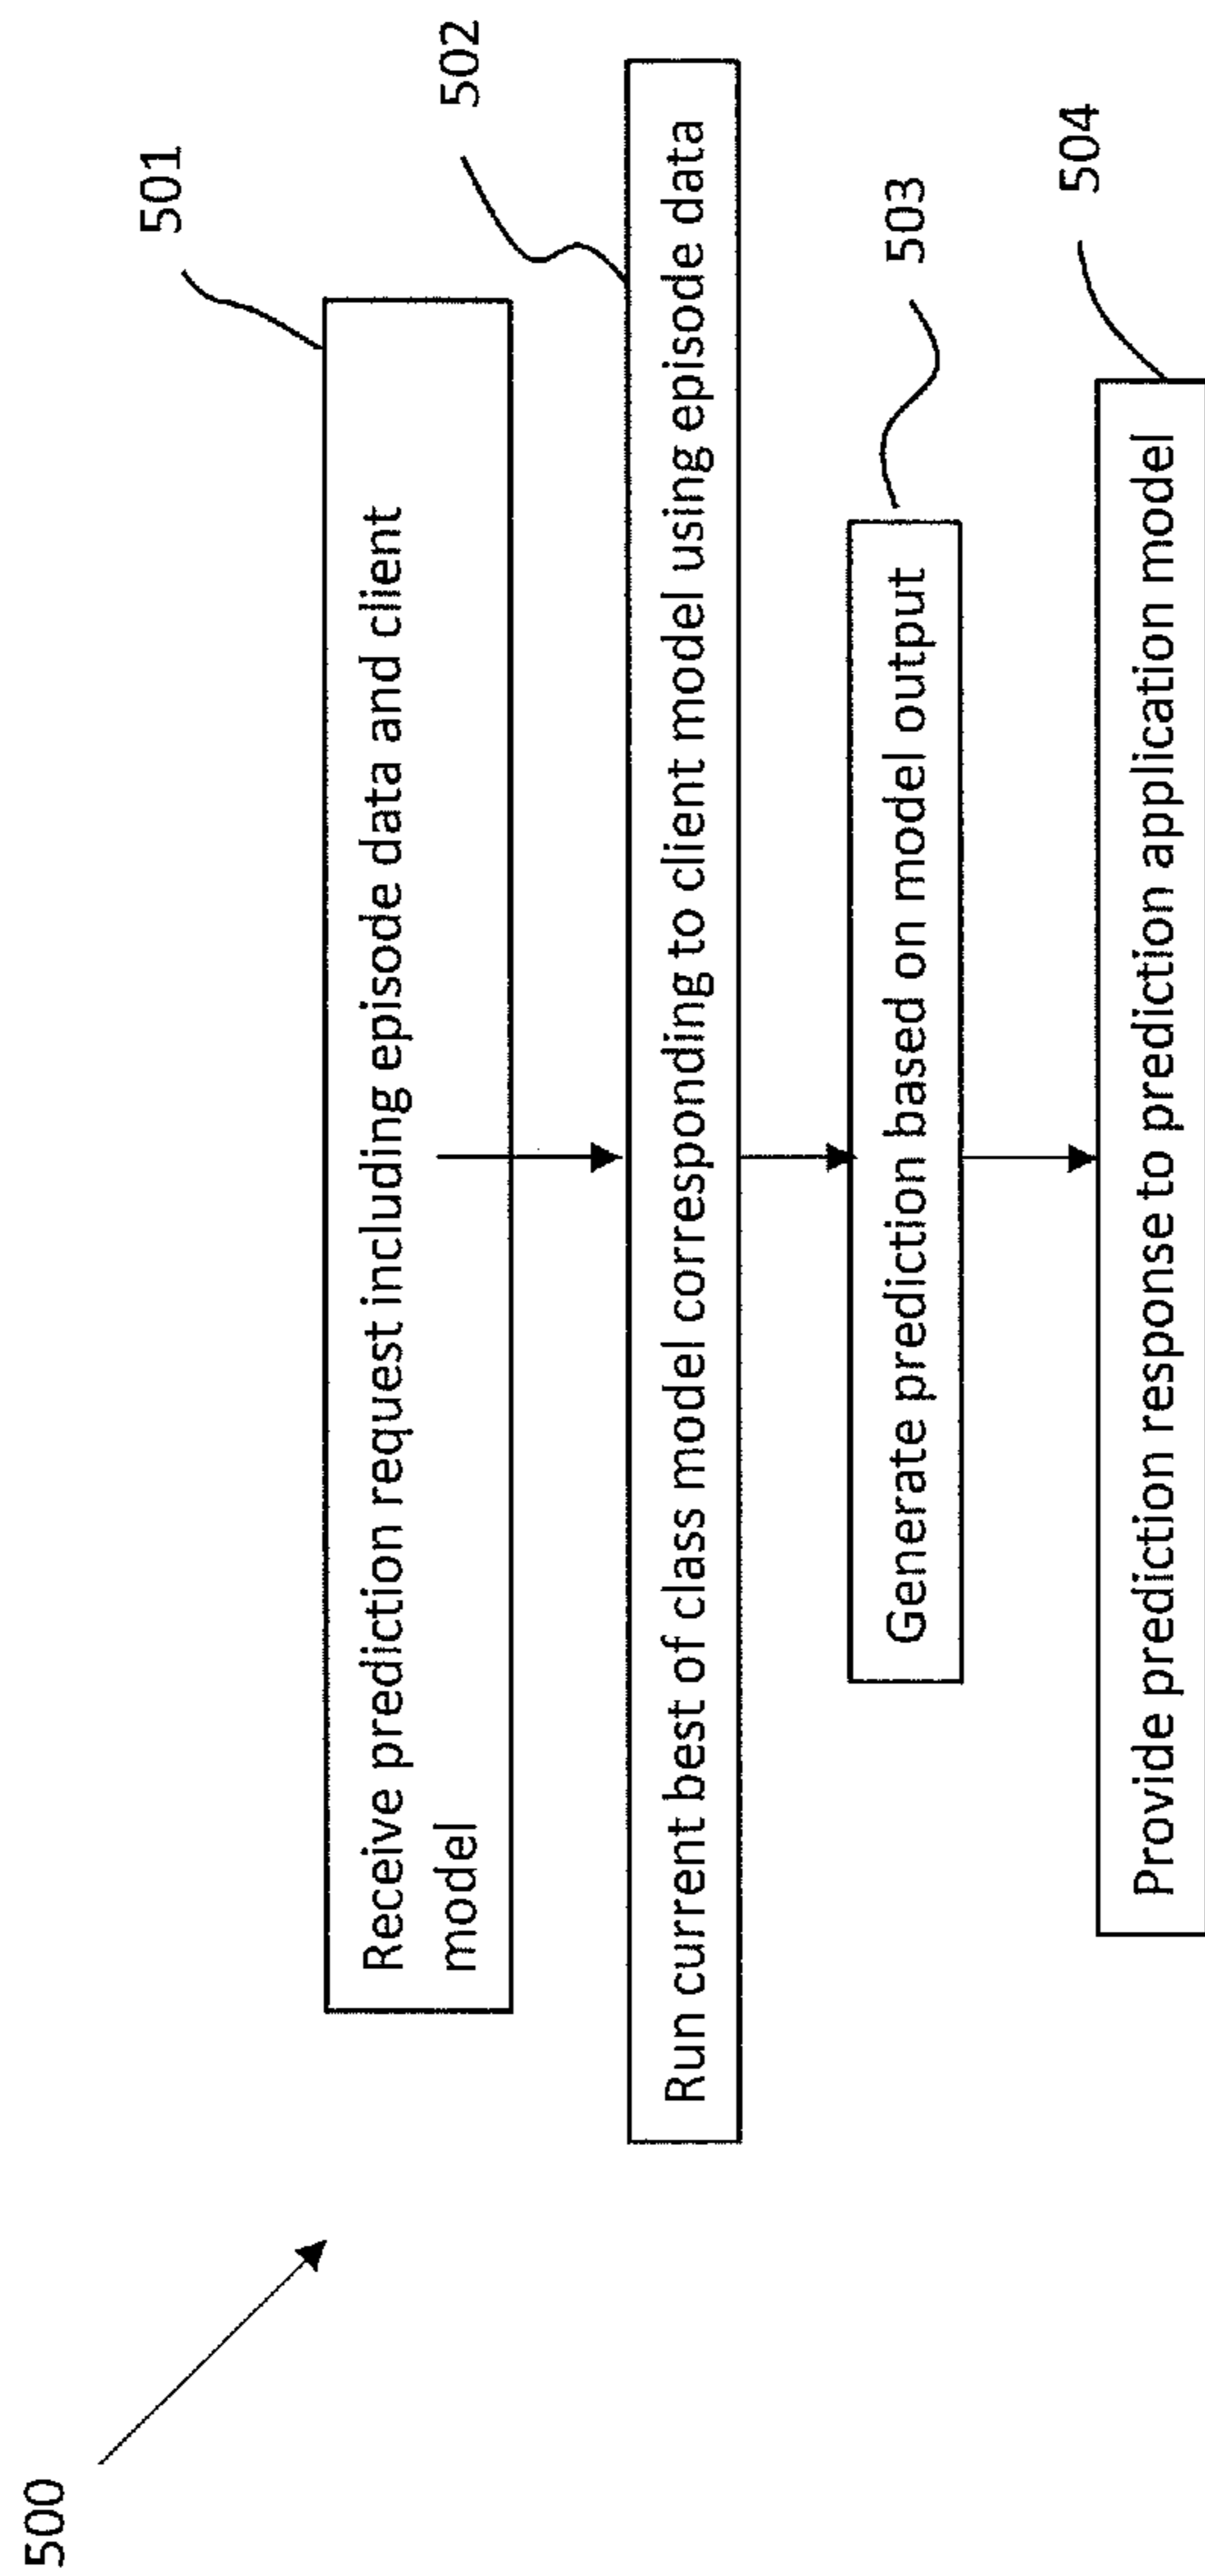 500
501
Receive prediction request including episode data and client
model
502
Run current best of class model corresponding to client model using episode data
503
Generate prediction based on model output
504
Provide prediction response to prediction application model